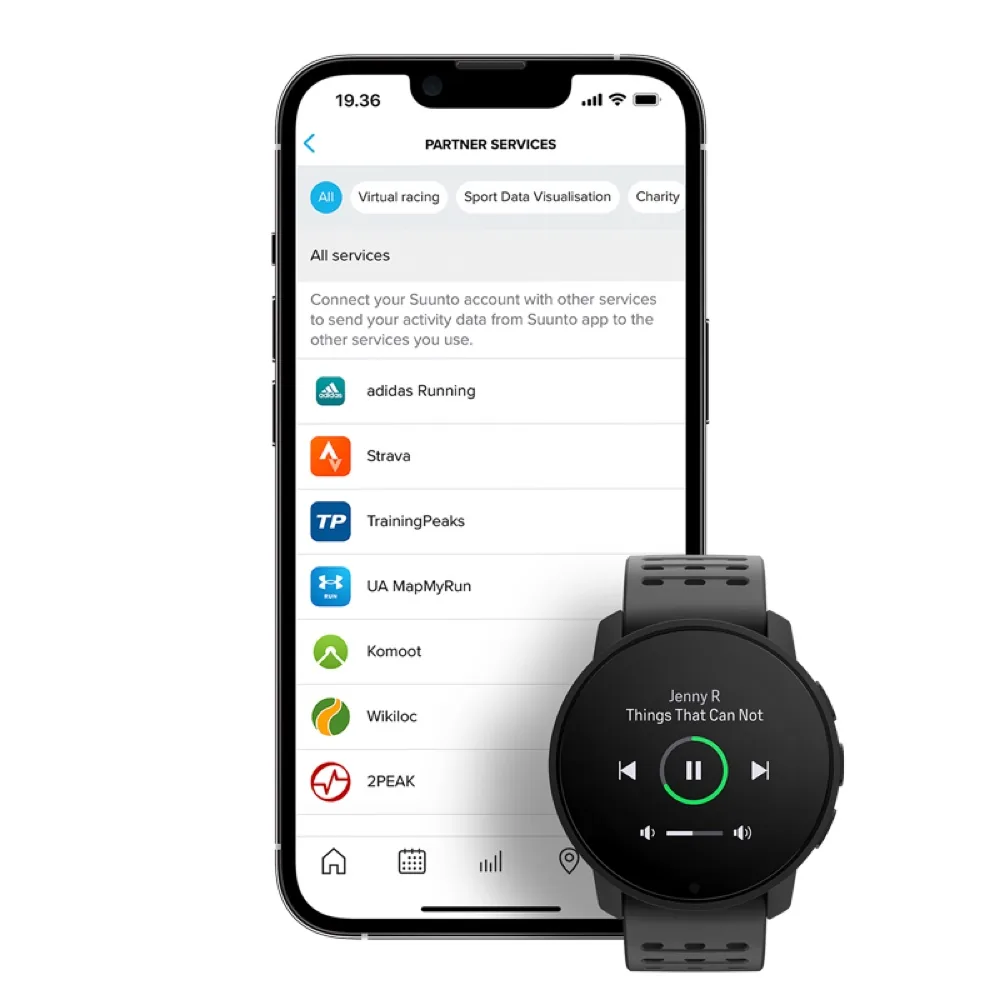 19.36
PARTNER SERVICES
All
Virtual racing
Sport Data Visualisation
Charity
All services
Connect your Suunto account with other services
to send your activity data from Suunto app to the
other services you use.
adidas
adidas Running
Strava
TP
TrainingPeaks
RUN
UA MapMyRun
Komoot
Wikiloc
2PEAK
Jenny R
Things That Can Not